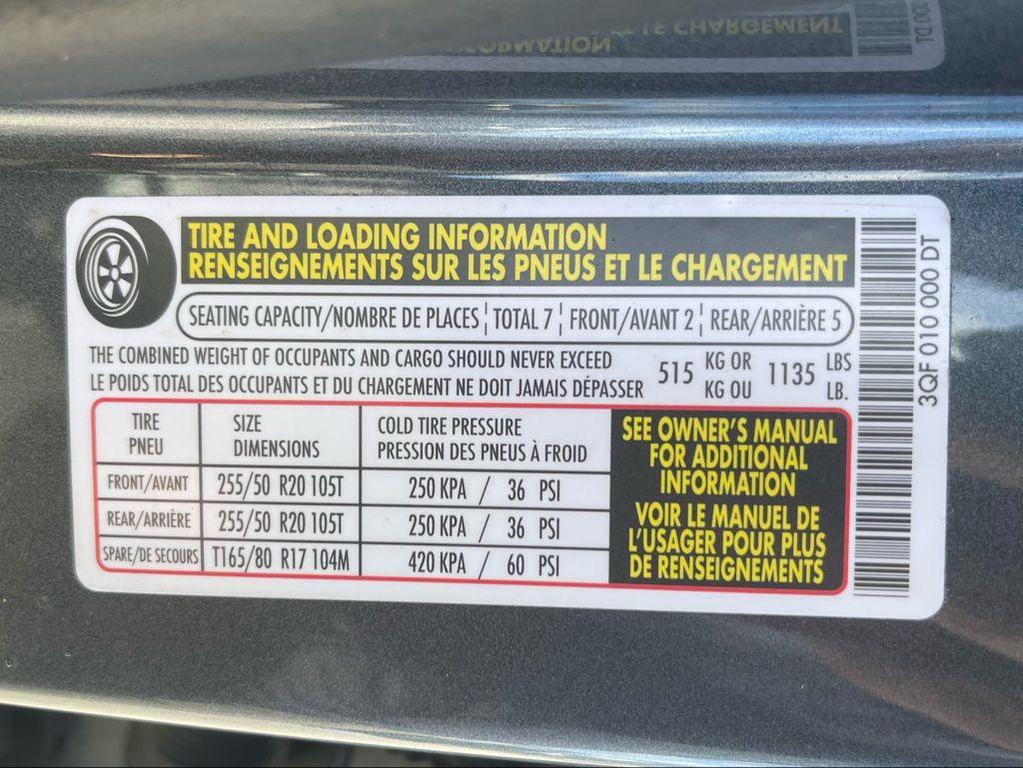 TIRE AND LOADING INFORMATION
RENSEIGNEMENTS SUR LES PNEUS ET LE CHARGEMENT
SEATING CAPACITY/NOMBRE DE PLACES ¦ TOTAL 7 ¦ FRONT/AVANT 2 ¦ REAR/ARRIÈRE 5
THE COMBINED WEIGHT OF OCCUPANTS AND CARGO SHOULD NEVER EXCEED 515 KG OR 1135 LBS
LE POIDS TOTAL DES OCCUPANTS ET DU CHARGEMENT NE DOIT JAMAIS DÉPASSER KG OU LB.
TIRE SIZE COLD TIRE PRESSURE
PNEU DIMENSIONS PRESSION DES PNEUS À FROID
FRONT/AVANT 255/50 R20 105T 250 KPA / 36 PSI
REAR/ARRIÈRE 255/50 R20 105T 250 KPA / 36 PSI
SPARE/DE SECOURS T165/80 R17 104M 420 KPA / 60 PSI
SEE OWNER'S MANUAL
FOR ADDITIONAL
INFORMATION
VOIR LE MANUEL DE
L'USAGER POUR PLUS
DE RENSEIGNEMENTS
3QF 010 000 DT